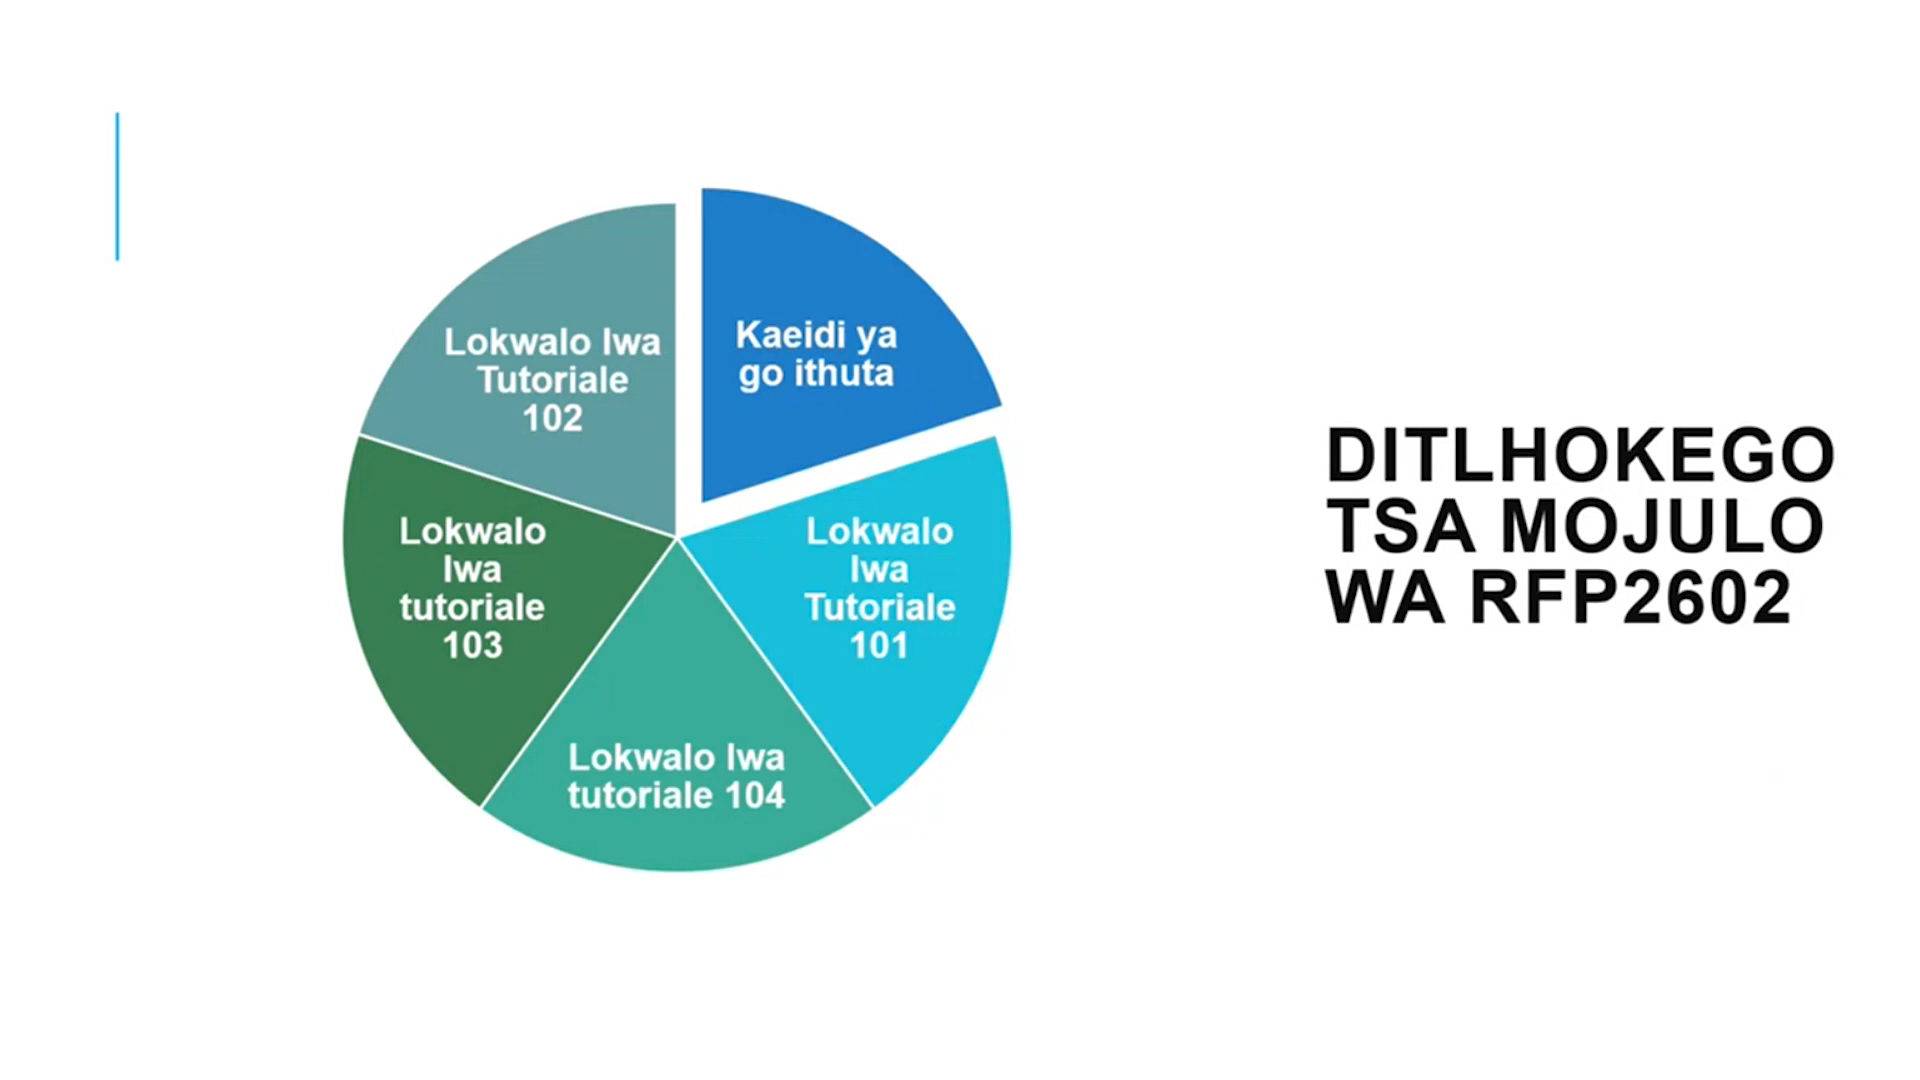 Lokwalo lwa
Tutoriale
102
Kaeidi ya
go ithuta
Lokwalo
lwa
tutoriale
103
Lokwalo
lwa
Tutoriale
101
Lokwalo lwa
tutoriale 104
DITLHOKEGO
TSA MOJULO
WA RFP2602